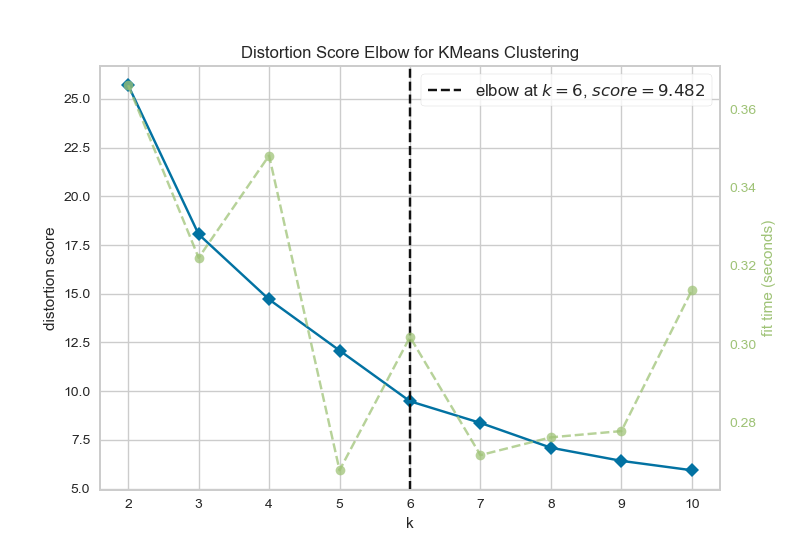 Distortion Score Elbow for KMeans Clustering
elbow at k = 6, score = 9.482
distortion score
25.0
22.5
20.0
17.5
15.0
12.5
10.0
7.5
5.0
0.36
0.34
0.32
0.30
0.28
fit time (seconds)
2 3 4 5 6 7 8 9 10
k